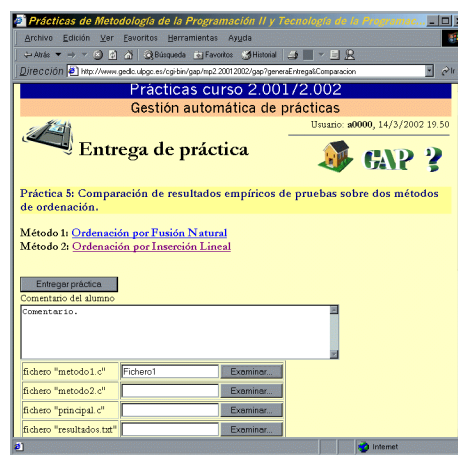 Prácticas de Metodología de la Programación II y Tecnología de la Programac...
Archivo Edición Ver Favoritos Herramientas Ayuda
Atrás Búsqueda Favoritos Historial
Dirección http://www.gedlc.ulpgc.es/cgi-bin/gap/mp2.20012002/gap?generaEntrega&Comparacion Ir
Prácticas curso 2.001/2.002
Gestión automática de prácticas
Usuario: a0000, 14/3/2002 19.50
Entrega de práctica
GAP ?
Práctica 5: Comparación de resultados empíricos de pruebas sobre dos métodos
de ordenación.
Método 1: Ordenación por Fusión Natural
Método 2: Ordenación por Inserción Lineal
Entregar práctica
Comentario del alumno
Comentario.
fichero "metodo1.c" Fichero1 Examinar...
fichero "metodo2.c" Examinar...
fichero "principal.c" Examinar...
fichero "resultados.txt" Examinar...
Internet